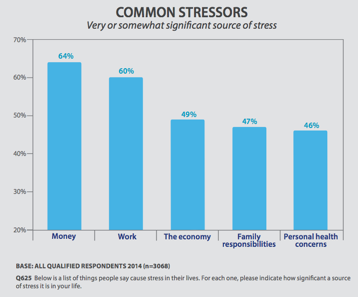 COMMON STRESSORS
Very or somewhat significant source of stress
70%
60%
50%
40%
30%
20%
64%
60%
49%
47%
46%
Money
Work
The economy
Family
responsibilities
Personal health
concerns
BASE: ALL QUALIFIED RESPONDENTS 2014 (n=3068)
Q625 Below is a list of things people say cause stress in their lives. For each one, please indicate how significant a source
of stress it is in your life.